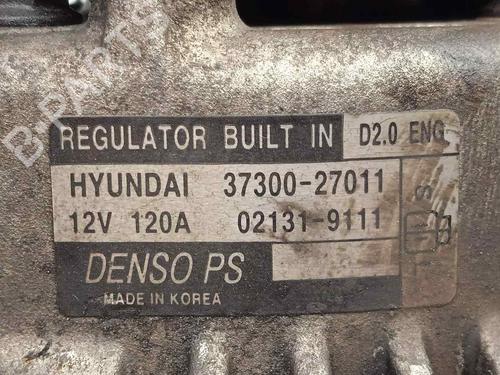 B-PARTS
REGULATOR BUILT IN D2.0 ENG
HYUNDAI 37300-27011
12V 120A 02131-9111
DENSO PS
MADE IN KOREA
S
L